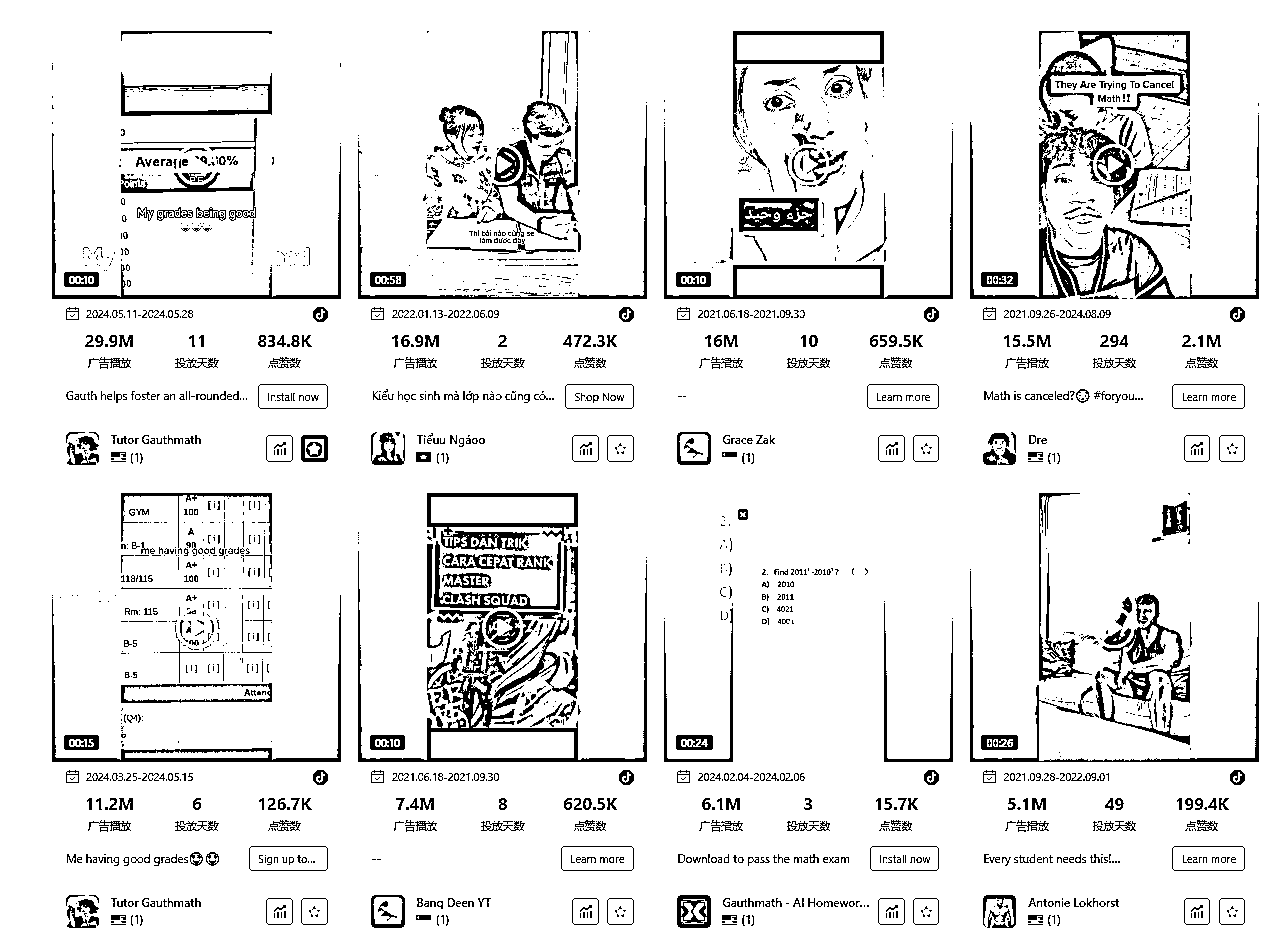 Average
My grades being good
00:10
2024.05.11-2024.05.28
29.9M 11 834.8K
广告播放 投放天数 点赞数
Gauth helps foster an all-rounded... Install now
Tutor Gauthmath
(1)
Thì bài nào cũng sẽ
làm được đấy
00:58
2022.01.13-2022.06.09
16.9M 2 472.3K
广告播放 投放天数 点赞数
Kiểu học sinh mà lớp nào cũng có... Shop Now
Tiểuu Ngáoo
(1)
جزء وحيد
00:10
2021.06.18-2021.09.30
16M 10 659.5K
广告播放 投放天数 点赞数
-- Learn more
Grace Zak
(1)
They Are Trying To Cancel
Math!!
00:32
2021.09.26-2024.08.09
15.5M 294 2.1M
广告播放 投放天数 点赞数
Math is canceled? #foryou... Learn more
Dre
(1)
A+
GYM 100 [i] [i]
A
B-1
me having good grades
A+
118/115 100 [i] [i]
A+
Rm: 115 [i] [i]
B-5
[i] [i] [i]
B-5
(Q4):
00:15
2024.03.25-2024.05.15
11.2M 6 126.7K
广告播放 投放天数 点赞数
Me having good grades Sign up to...
Tutor Gauthmath
(1)
TIPS DAN TRIK
CARA CEPAT RANK
MASTER
CLASH SQUAD
00:10
2021.06.18-2021.09.30
7.4M 8 620.5K
广告播放 投放天数 点赞数
-- Learn more
Bang Deen YT
(1)
2. Find 2011² -2010² ? ( )
A) 2010
B) 2011
C) 4021
D)
00:24
2024.02.04-2024.02.06
6.1M 3 15.7K
广告播放 投放天数 点赞数
Download to pass the math exam Install now
Gauthmath - AI Homewor...
(1)
00:26
2021.09.28-2022.09.01
5.1M 49 199.4K
广告播放 投放天数 点赞数
Every student needs this!... Learn more
Antonie Lokhorst
(1)